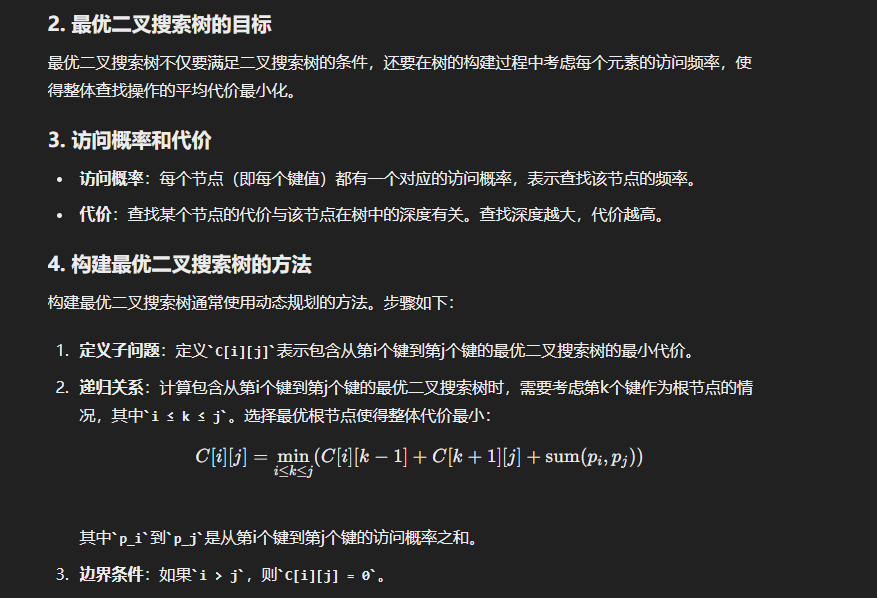 2. 最优二叉搜索树的目标
最优二叉搜索树不仅要满足二叉搜索树的条件，还要在树的构建过程中考虑每个元素的访问频率，使
得整体查找操作的平均代价最小化。
3. 访问概率和代价
• 访问概率：每个节点（即每个键值）都有一个对应的访问概率，表示查找该节点的频率。
• 代价：查找某个节点的代价与该节点在树中的深度有关。查找深度越大，代价越高。
4. 构建最优二叉搜索树的方法
构建最优二叉搜索树通常使用动态规划的方法。步骤如下：
1. 定义子问题：定义`C[i][j]`表示包含从第i个键到第j个键的最优二叉搜索树的最小代价。
2. 递归关系：计算包含从第i个键到第j个键的最优二叉搜索树时，需要考虑第k个键作为根节点的情
况，其中`i ≤ k ≤ j`。选择最优根节点使得整体代价最小：
C[i][j] = min_{i≤k≤j}(C[i][k − 1] + C[k + 1][j] + sum(p_i, p_j))
其中`p_i`到`p_j`是从第i个键到第j个键的访问概率之和。
3. 边界条件：如果`i > j`，则`C[i][j] = 0`。